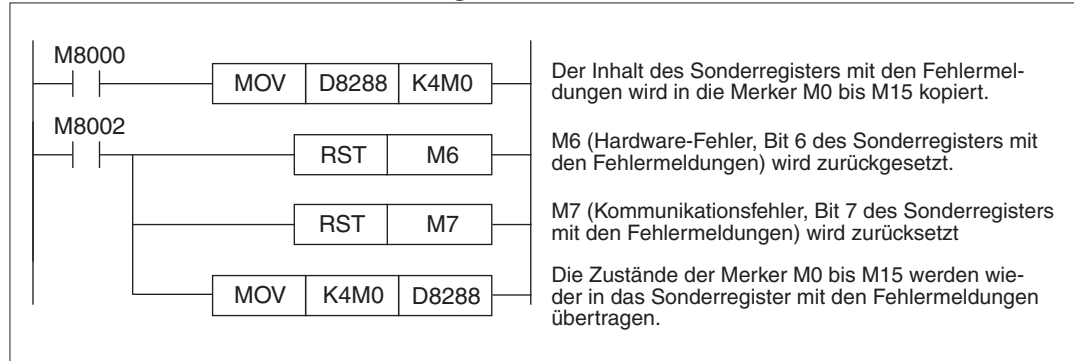 M8000
MOV D8288 K4M0
Der Inhalt des Sonderregisters mit den Fehlermel-
dungen wird in die Merker M0 bis M15 kopiert.
M8002
RST M6
M6 (Hardware-Fehler, Bit 6 des Sonderregisters mit
den Fehlermeldungen) wird zurückgesetzt.
RST M7
M7 (Kommunikationsfehler, Bit 7 des Sonderregisters
mit den Fehlermeldungen) wird zurücksetzt
MOV K4M0 D8288
Die Zustände der Merker M0 bis M15 werden wie-
der in das Sonderregister mit den Fehlermeldungen
übertragen.